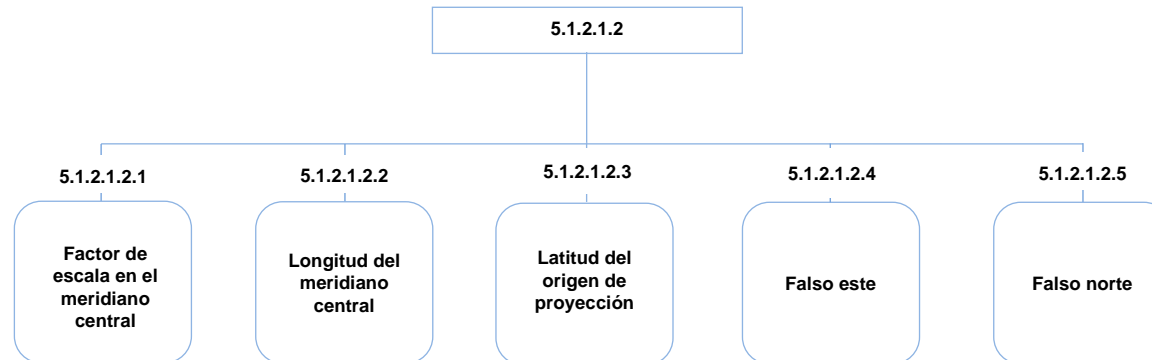 5.1.2.1.2
5.1.2.1.2.1
5.1.2.1.2.2
5.1.2.1.2.3
5.1.2.1.2.4
5.1.2.1.2.5
Factor de
escala en el
meridiano
central
Longitud del
meridiano
central
Latitud del
origen de
proyección
Falso este
Falso norte